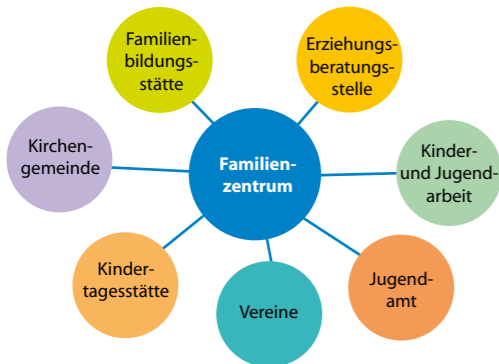 Familien-
bildungs-
stätte
Erziehungs-
beratungs-
stelle
Kirchen-
gemeinde
Familien-
zentrum
Kinder-
und Jugend-
arbeit
Kinder-
tagesstätte
Vereine
Jugend-
amt